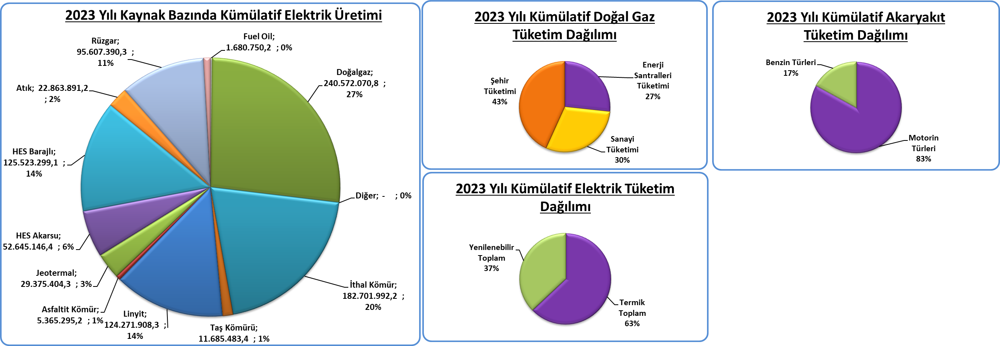 2023 Yılı Kaynak Bazında Kümülatif Elektrik Üretimi
Fuel Oil;
1.680.750,2 ; 0%
Doğalgaz;
240.572.070,8 ;
27%
Diğer; - ; 0%
İthal Kömür;
182.701.992,2 ;
20%
Taş Kömürü;
11.685.483,4 ; 1%
Linyit;
124.271.908,3 ;
14%
Asfaltit Kömür;
5.365.295,2 ; 1%
Jeotermal;
29.375.404,3 ; 3%
HES Akarsu;
52.645.146,4 ; 6%
HES Barajlı;
125.523.299,1 ;
14%
Atık; 22.863.891,2
; 2%
Rüzgar;
95.607.390,3 ;
11%
2023 Yılı Kümülatif Doğal Gaz
Tüketim Dağılımı
Enerji
Santralleri
Tüketimi
27%
Sanayi
Tüketimi
30%
Şehir
Tüketimi
43%
2023 Yılı Kümülatif Akaryakıt
Tüketim Dağılımı
Benzin Türleri
17%
Motorin
Türleri
83%
2023 Yılı Kümülatif Elektrik Tüketim
Dağılımı
Yenilenebilir
Toplam
37%
Termik
Toplam
63%